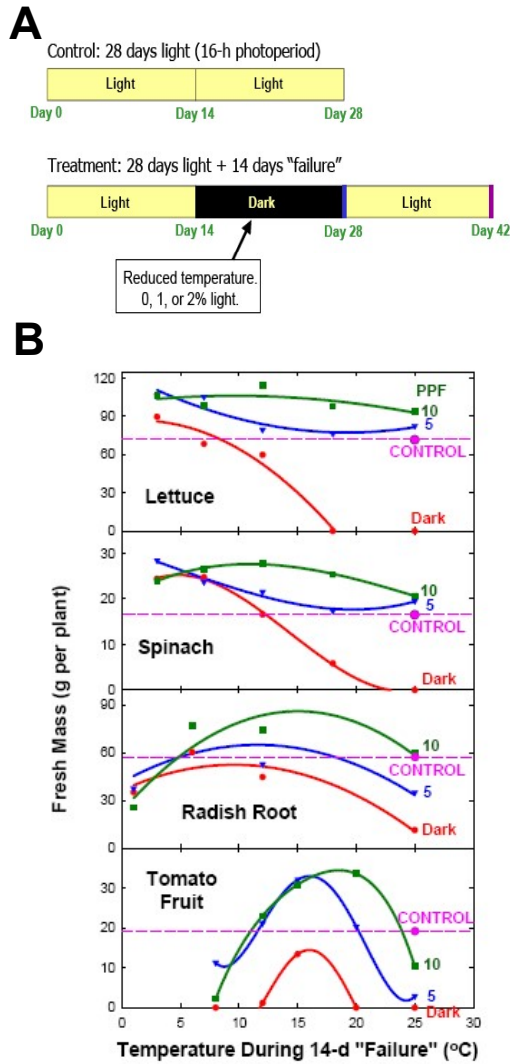 A
Control: 28 days light (16-h photoperiod)
Light Light
Day 0 Day 14 Day 28
Treatment: 28 days light + 14 days “failure”
Light Dark Light
Day 0 Day 14 Day 28 Day 42
Reduced temperature.
0, 1, or 2% light.
B
Fresh Mass (g per plant)
120
90
60
30
0
PPF
10
5
CONTROL
Lettuce
Dark
30
20
10
0
10
5
CONTROL
Spinach
Dark
90
60
30
0
10
CONTROL
5
Radish Root
Dark
30
20
10
0
Tomato
Fruit
CONTROL
10
5
Dark
0 5 10 15 20 25 30
Temperature During 14-d "Failure" (ºC)